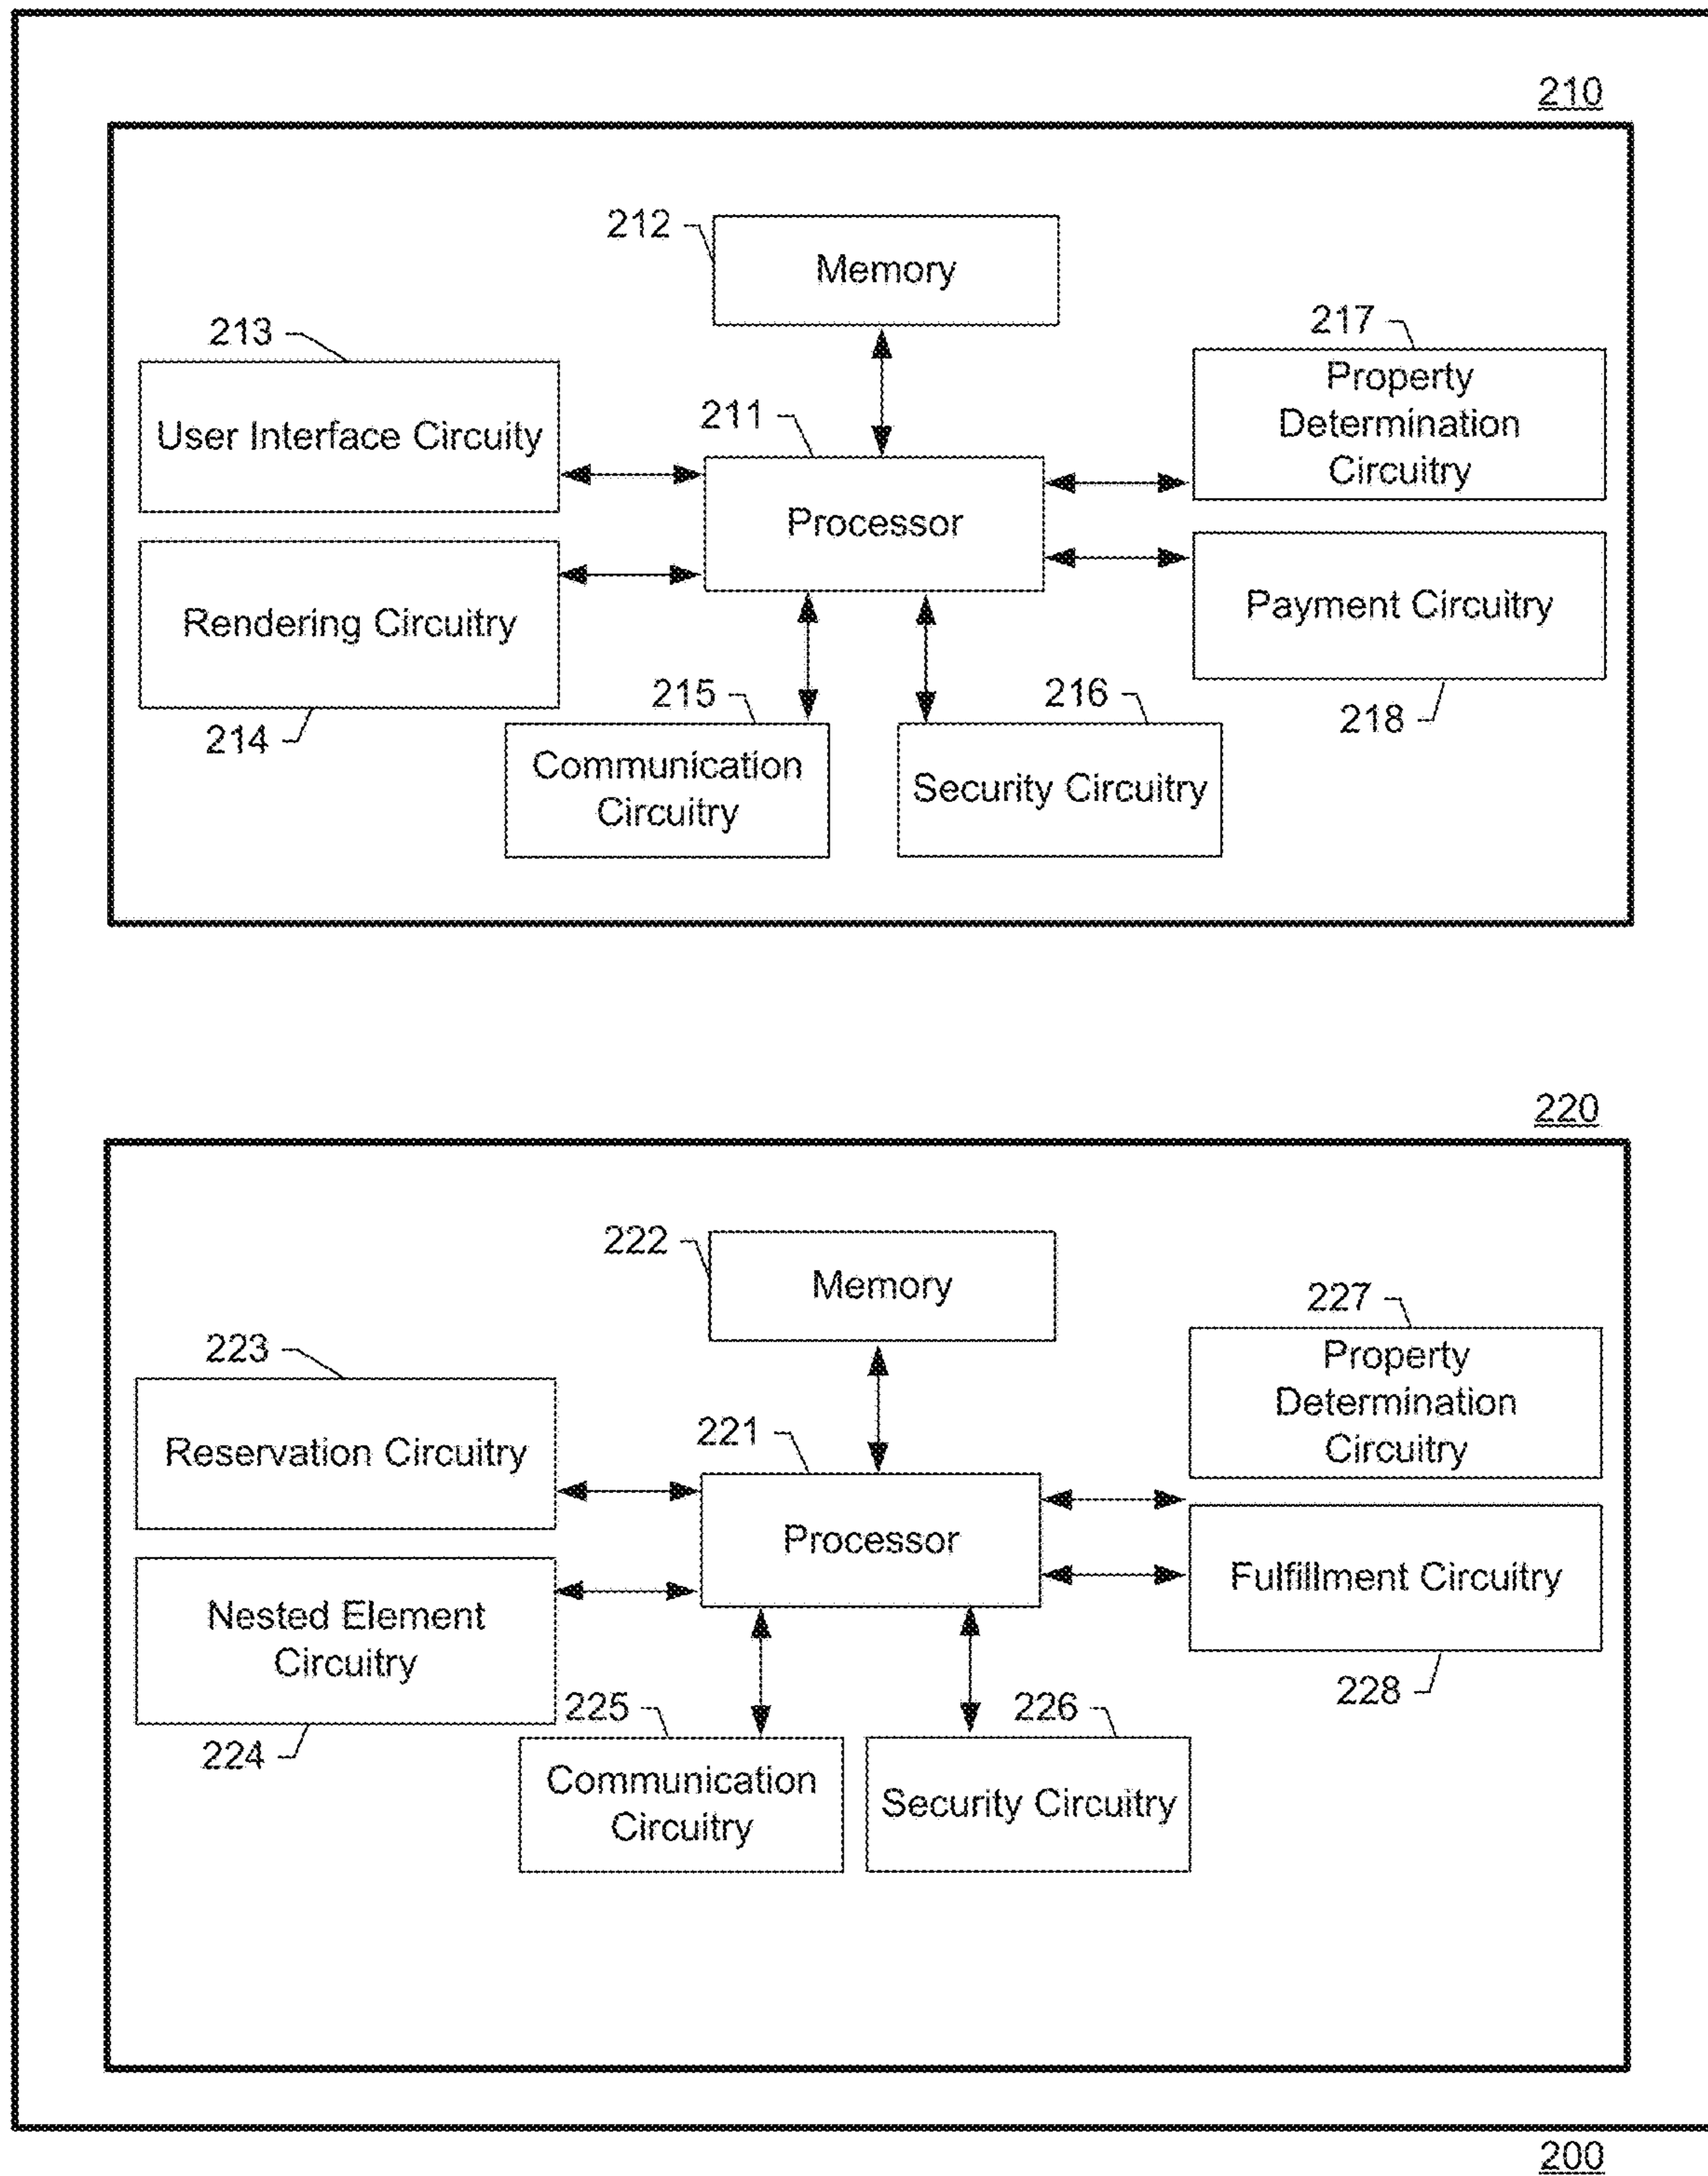 210
212
Memory
213
User Interface Circuity
217
Property
Determination
Circuitry
211
Processor
Rendering Circuitry
214
Payment Circuitry
218
215
Communication
Circuitry
216
Security Circuitry
220
222
Memory
223
Reservation Circuitry
227
Property
Determination
Circuitry
221
Processor
Nested Element
Circuitry
224
Fulfillment Circuitry
228
225
Communication
Circuitry
226
Security Circuitry
200